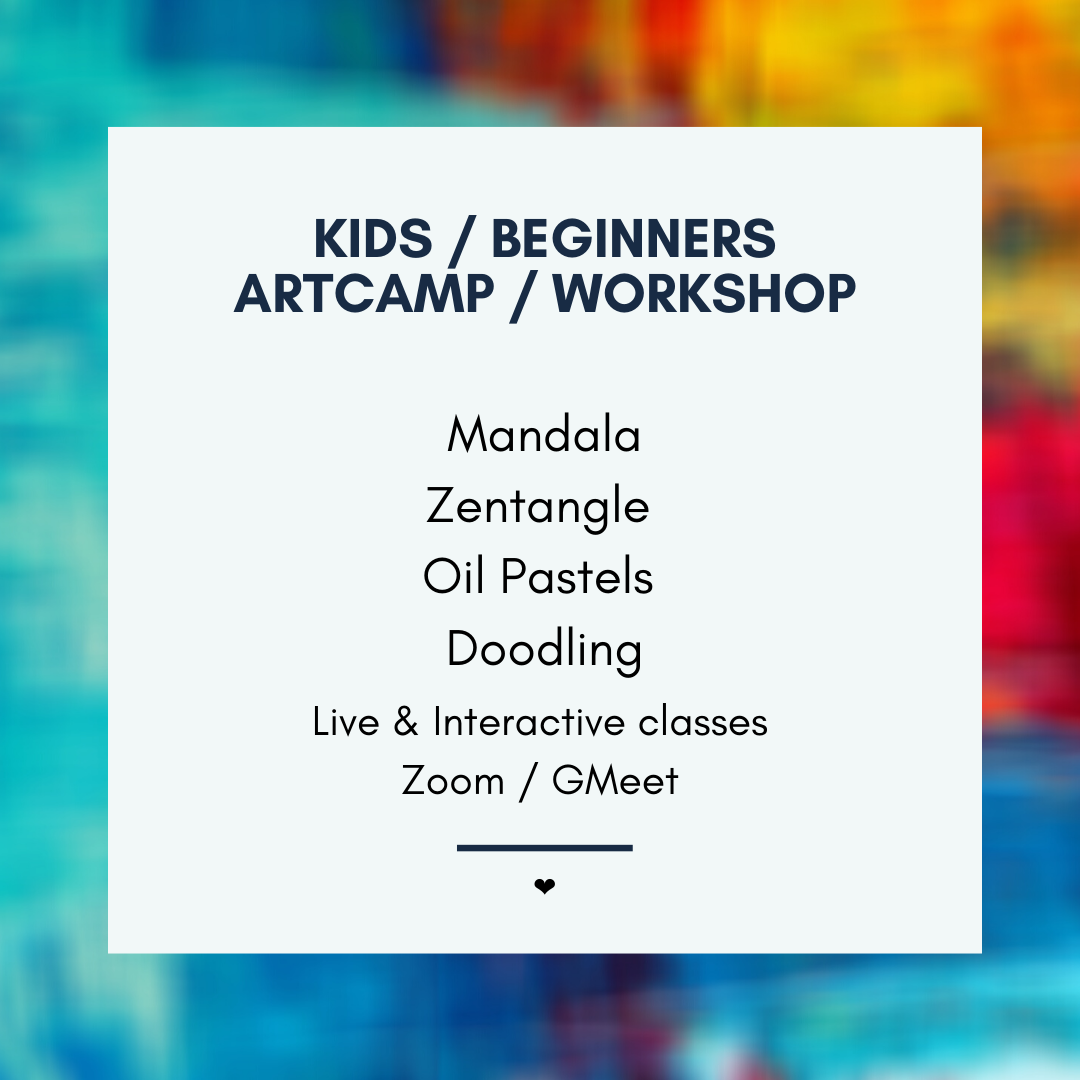 KIDS / BEGINNERS
ARTCAMP / WORKSHOP
Mandala
Zentangle
Oil Pastels
Doodling
Live & Interactive classes
Zoom / GMeet
❤